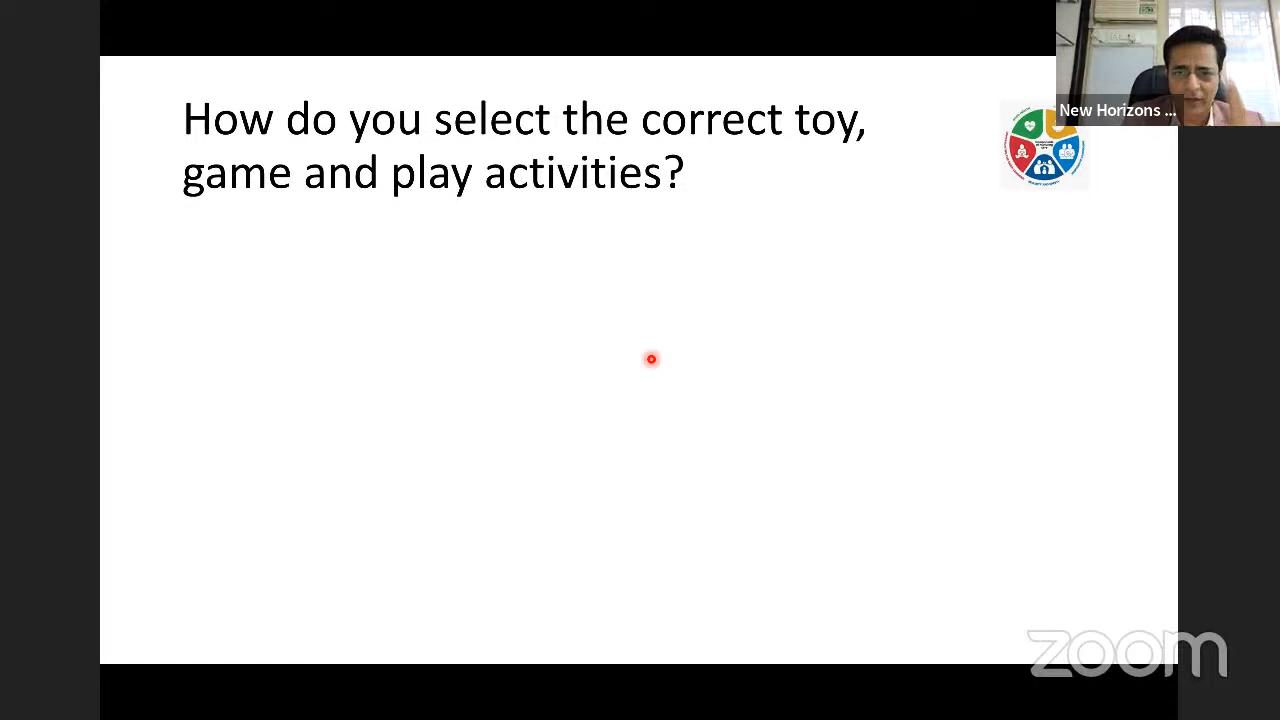 How do you select the correct toy,
game and play activities?
New Horizons ...
zoom